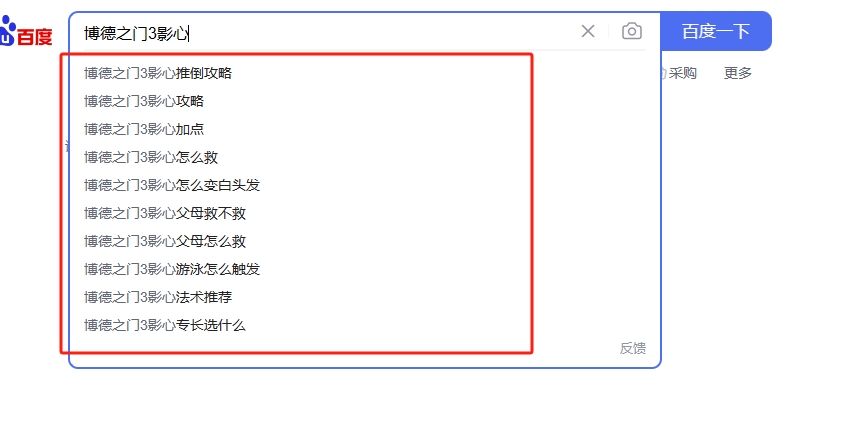 百度
博德之门3影心
百度一下
采购
更多
博德之门3影心推倒攻略
博德之门3影心攻略
博德之门3影心加点
博德之门3影心怎么救
博德之门3影心怎么变白头发
博德之门3影心父母救不救
博德之门3影心父母怎么救
博德之门3影心游泳怎么触发
博德之门3影心法术推荐
博德之门3影心专长选什么
反馈